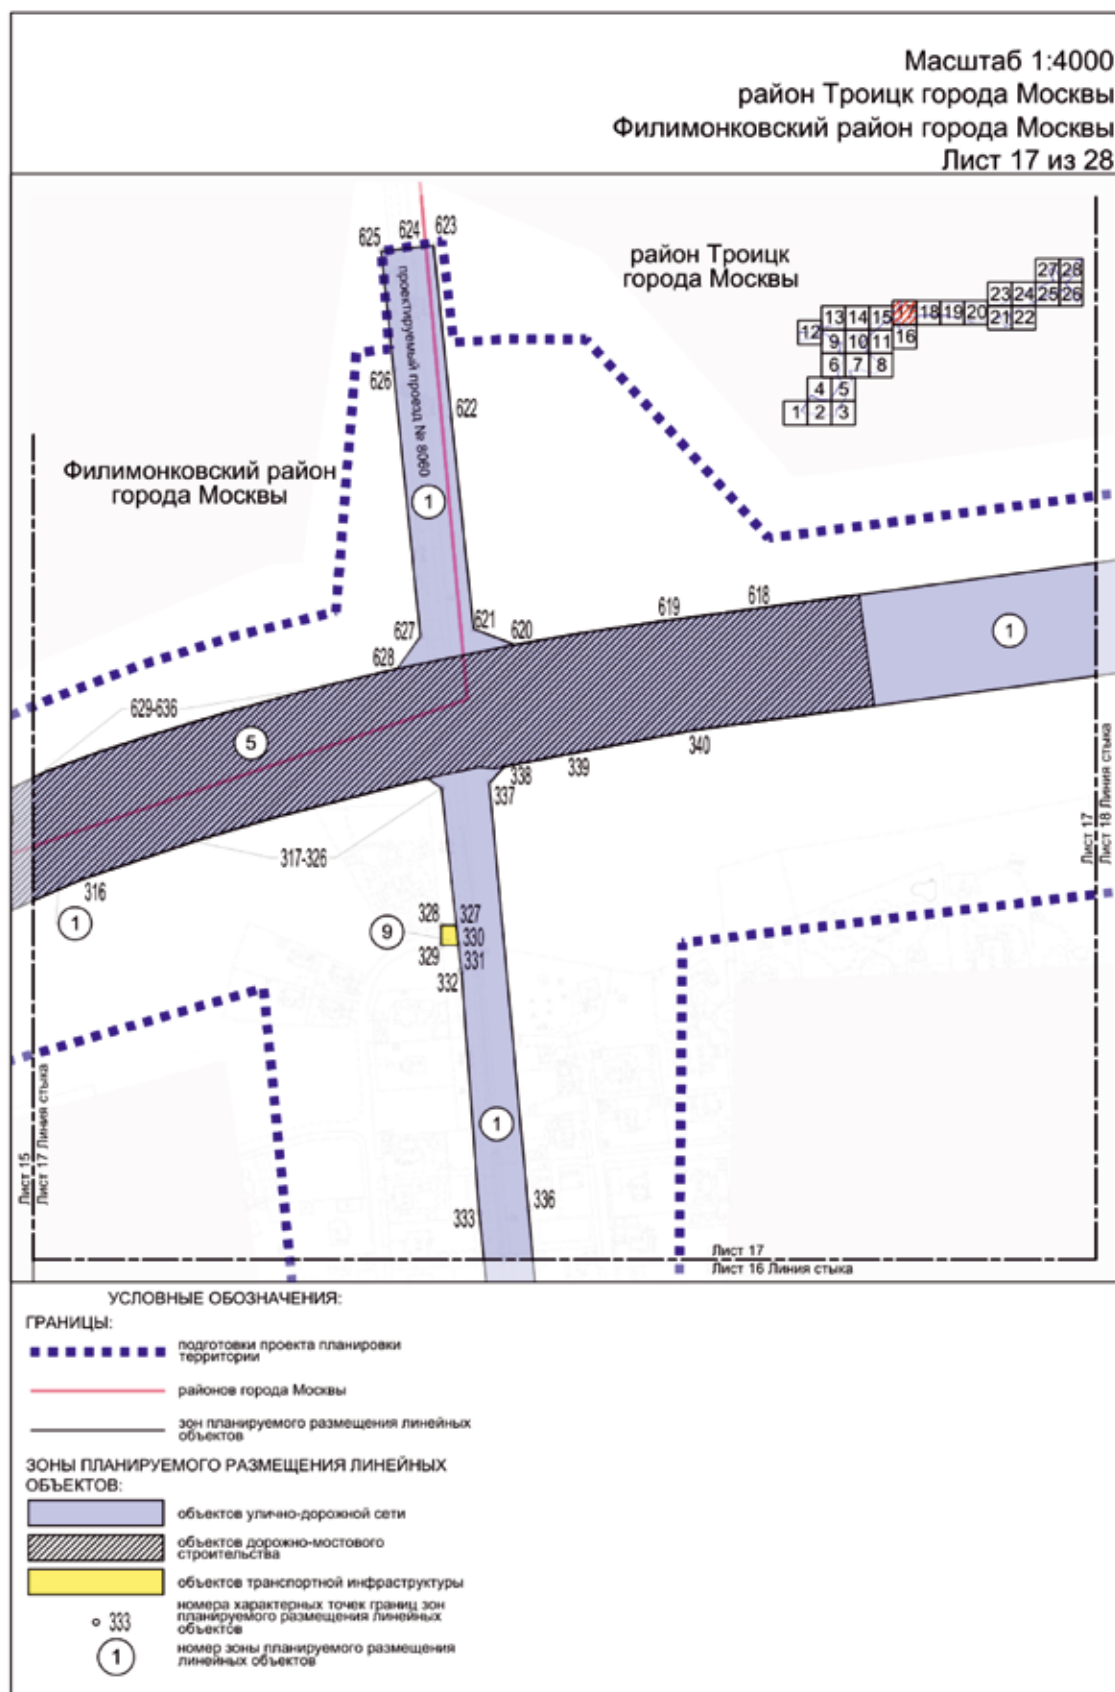 Масштаб 1:4000
район Троицк города Москвы
Филимонковский район города Москвы
Лист 17 из 28
625 624 623
район Троицк
города Москвы
27 28
23 24 25 26
13 14 15 17 18 19 20 21 22
12 9 10 11 16
6 7 8
4 5
1 2 3
проектируемый проезд № 8060
626
622
Филимонковский район
города Москвы
1
619 618
627 621 620
628
1
629-636
5
340
339
338
337
317-326
316
1
Лист 17
Лист 18 Линия стыка
9
328 327
330
329 331
332
1
Лист 15
Лист 17 Линия стыка
333 336
Лист 17
Лист 16 Линия стыка
УСЛОВНЫЕ ОБОЗНАЧЕНИЯ:
ГРАНИЦЫ:
подготовки проекта планировки
территории
районов города Москвы
зон планируемого размещения линейных
объектов
ЗОНЫ ПЛАНИРУЕМОГО РАЗМЕЩЕНИЯ ЛИНЕЙНЫХ
ОБЪЕКТОВ:
объектов улично-дорожной сети
объектов дорожно-мостового
строительства
объектов транспортной инфраструктуры
333
номера характерных точек границ зон
планируемого размещения линейных
объектов
1
номер зоны планируемого размещения
линейных объектов